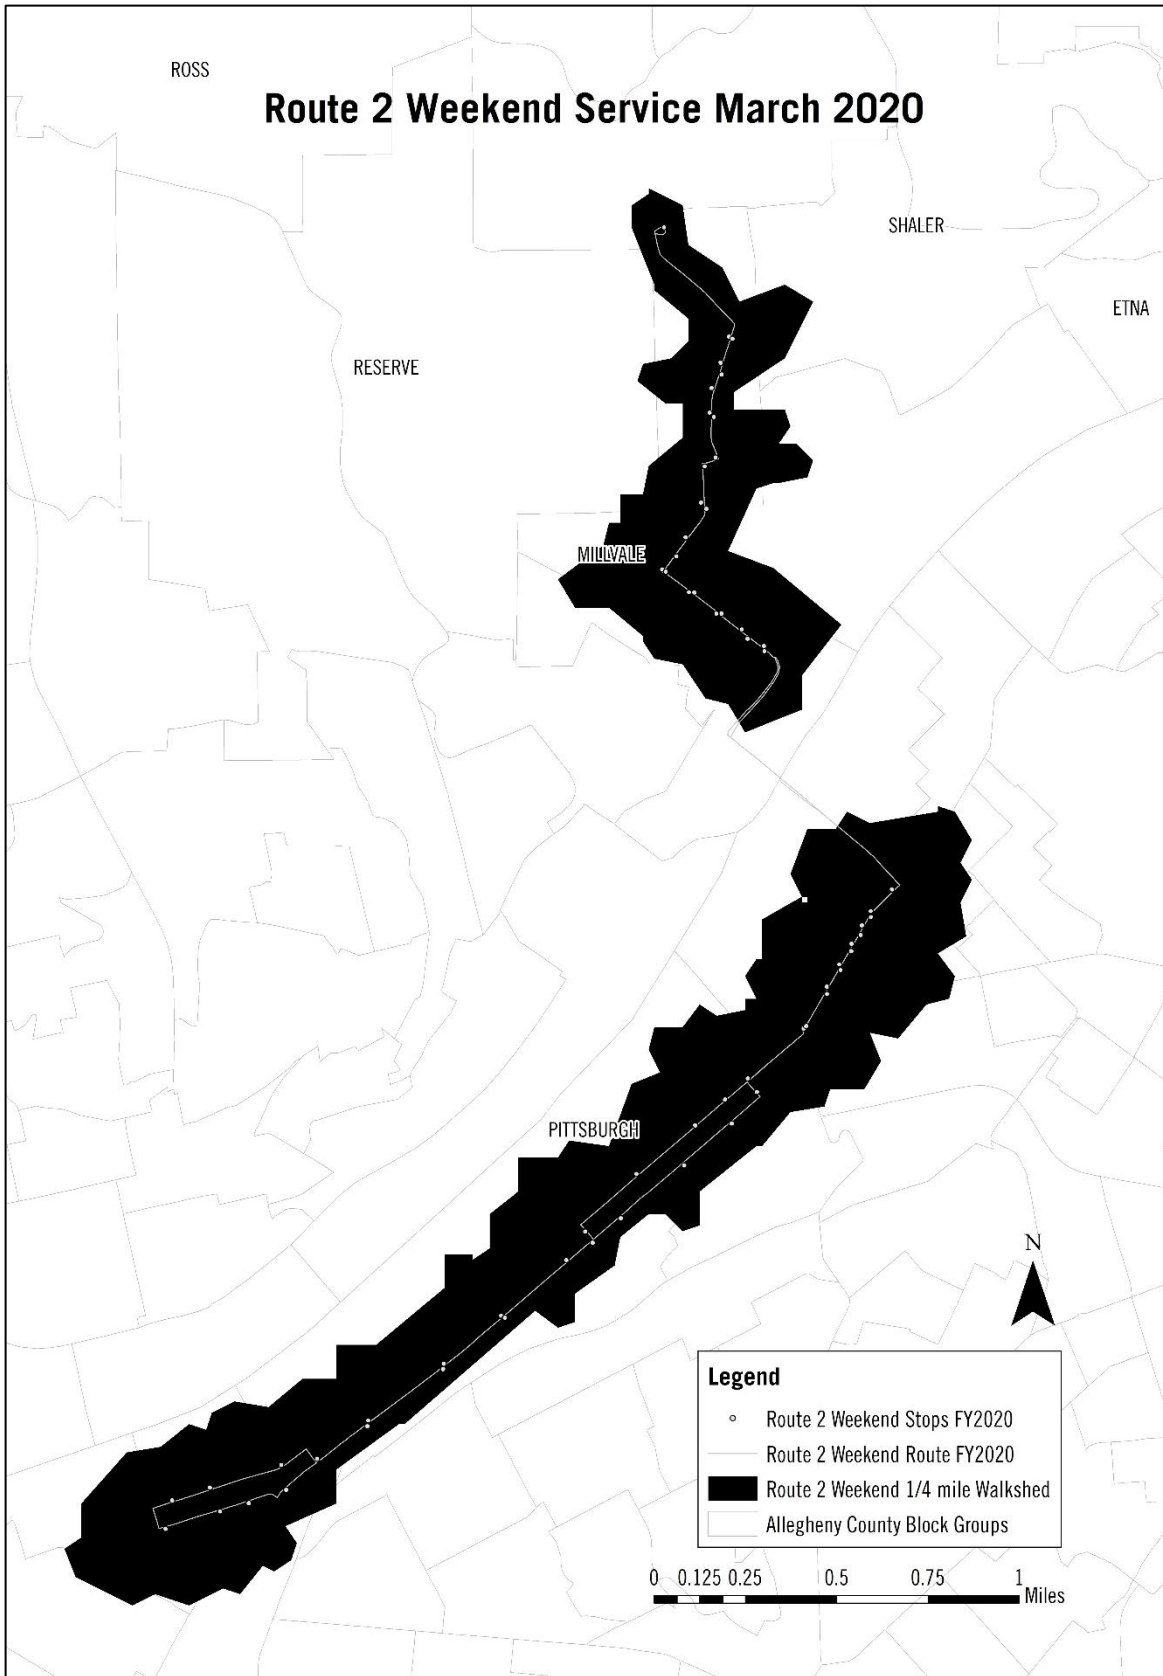 ROSS
Route 2 Weekend Service March 2020
SHALER
ETNA
RESERVE
MILLVALE
PITTSBURGH
N
Legend
Route 2 Weekend Stops FY2020
Route 2 Weekend Route FY2020
Route 2 Weekend 1/4 mile Walkshed
Allegheny County Block Groups
0 0.125 0.25 0.5 0.75 1
Miles